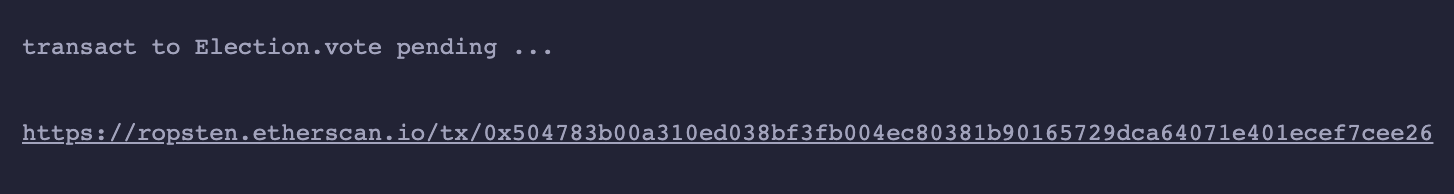 transact to Election.vote pending ...
https://ropsten.etherscan.io/tx/0x504783b00a310ed038bf3fb004ec80381b90165729dca64071e401ecef7cee26